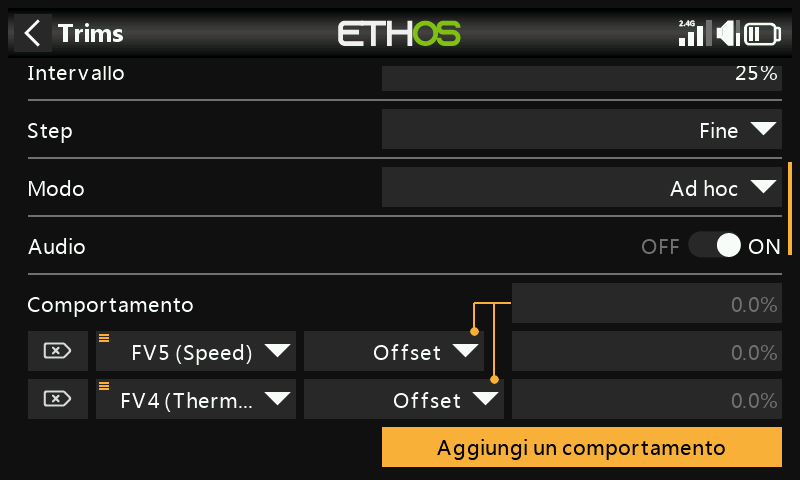 Trims
ETHOS
2.4G
Intervallo 25%
Step Fine
Modo Ad hoc
Audio OFF ON
Comportamento 0.0%
FV5 (Speed) Offset 0.0%
FV4 (Therm... Offset 0.0%
Aggiungi un comportamento